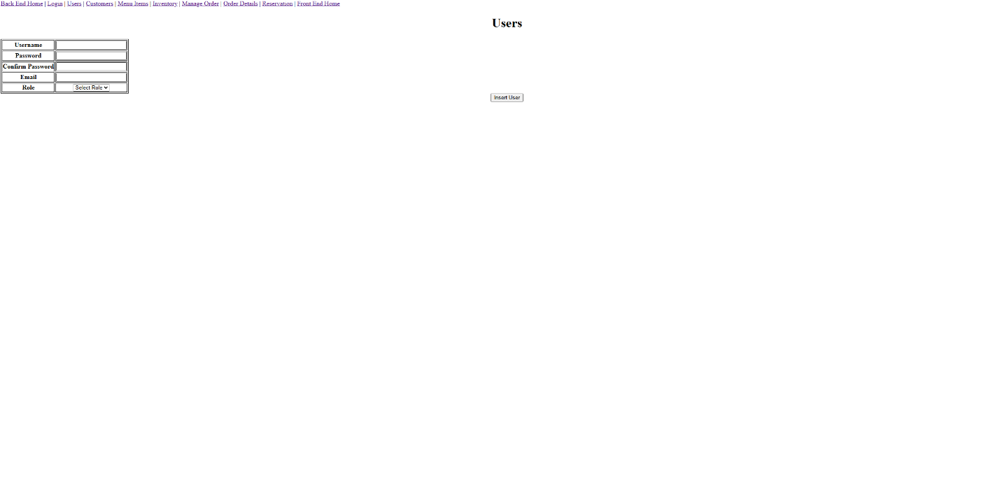 Back End Home | Login | Users | Customers | Menu Items | Inventory | Manage Order | Order Details | Reservation | Front End Home
Users
Username
Password
Confirm Password
Email
Role Select Role
Insert User